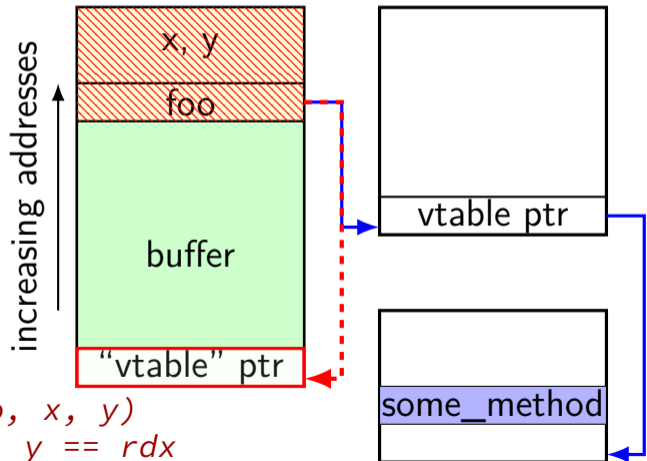 increasing addresses
x, y
foo
buffer
“vtable” ptr
vtable ptr
some_method
, x, y)
y == rdx